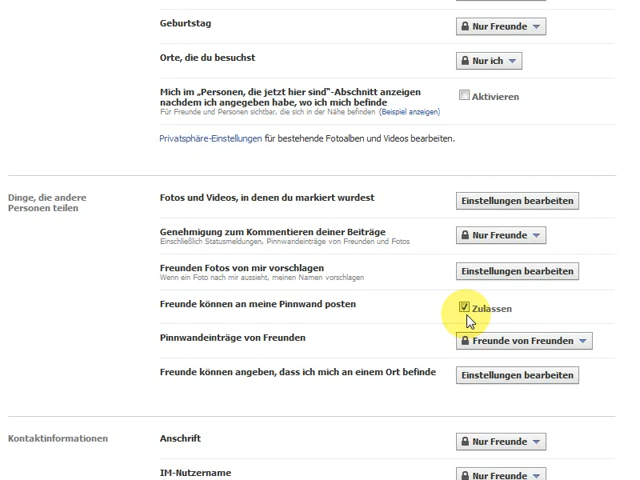 Geburtstag
Nur Freunde
Orte, die du besuchst
Nur ich
Mich im „Personen, die jetzt hier sind"-Abschnitt anzeigen
nachdem ich angegeben habe, wo ich mich befinde
Für Freunde und Personen sichtbar, die sich in der Nähe befinden (Beispiel anzeigen)
Aktivieren
Privatsphäre-Einstellungen für bestehende Fotoalben und Videos bearbeiten.
Dinge, die andere
Personen teilen
Fotos und Videos, in denen du markiert wurdest
Einstellungen bearbeiten
Genehmigung zum Kommentieren deiner Beiträge
Einschließlich Statusmeldungen, Pinnwandeinträge von Freunden und Fotos
Nur Freunde
Freunden Fotos von mir vorschlagen
Wenn ein Foto nach mir aussieht, meinen Namen vorschlagen
Einstellungen bearbeiten
Freunde können an meine Pinnwand posten
Zulassen
Pinnwandeinträge von Freunden
Freunde von Freunden
Freunde können angeben, dass ich mich an einem Ort befinde
Einstellungen bearbeiten
Kontaktinformationen
Anschrift
Nur Freunde
IM-Nutzername
Nur Freunde